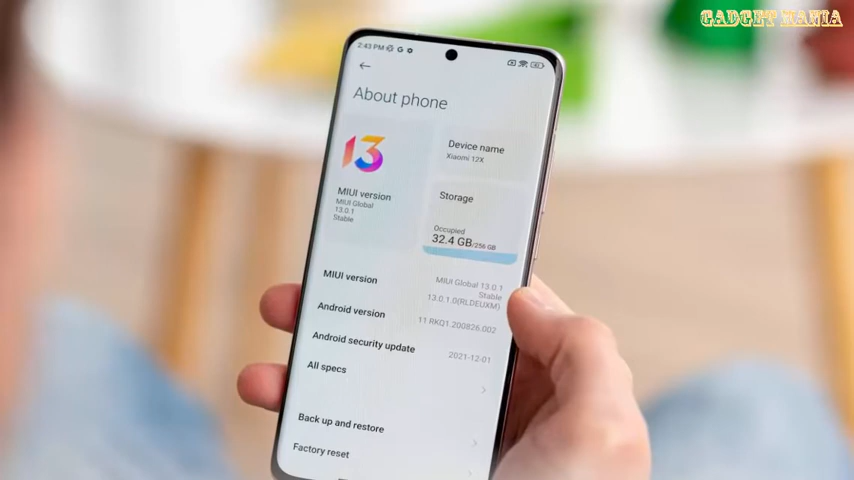 GADGET MANIA
2:43 PM
About phone
13
MIUI version
MIUI Global
13.0.1
Stable
Device name
Xiaomi 12X
Storage
Occupied
32.4 GB/256 GB
MIUI version
MIUI Global 13.0.1
Stable
13.0.1.0(RLDEUXM)
Android version
11 RKQ1.200826.002
Android security update
2021-12-01
All specs
Back up and restore
Factory reset